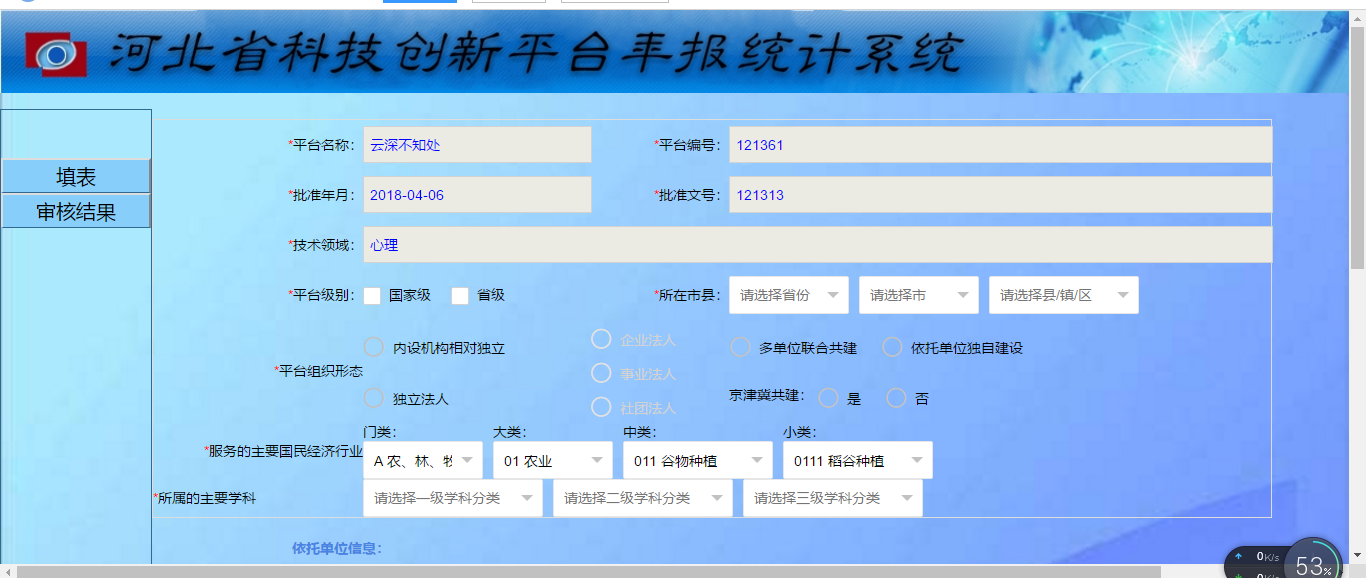 河北省科技创新平台年报统计系统
填表
审核结果
*平台名称: 云深不知处 *平台编号: 121361
*批准年月: 2018-04-06 *批准文号: 121313
*技术领域: 心理
*平台级别: 国家级 省级 *所在市县: 请选择省份 请选择市 请选择县/镇/区
*平台组织形态
内设机构相对独立 企业法人 多单位联合共建 依托单位独自建设
事业法人
独立法人 社团法人 京津冀共建: 是 否
门类: 大类: 中类: 小类:
*服务的主要国民经济行业 A 农、林、牧 01 农业 011 谷物种植 0111 稻谷种植
*所属的主要学科 请选择一级学科分类 请选择二级学科分类 请选择三级学科分类
依托单位信息:
0K/s
53%